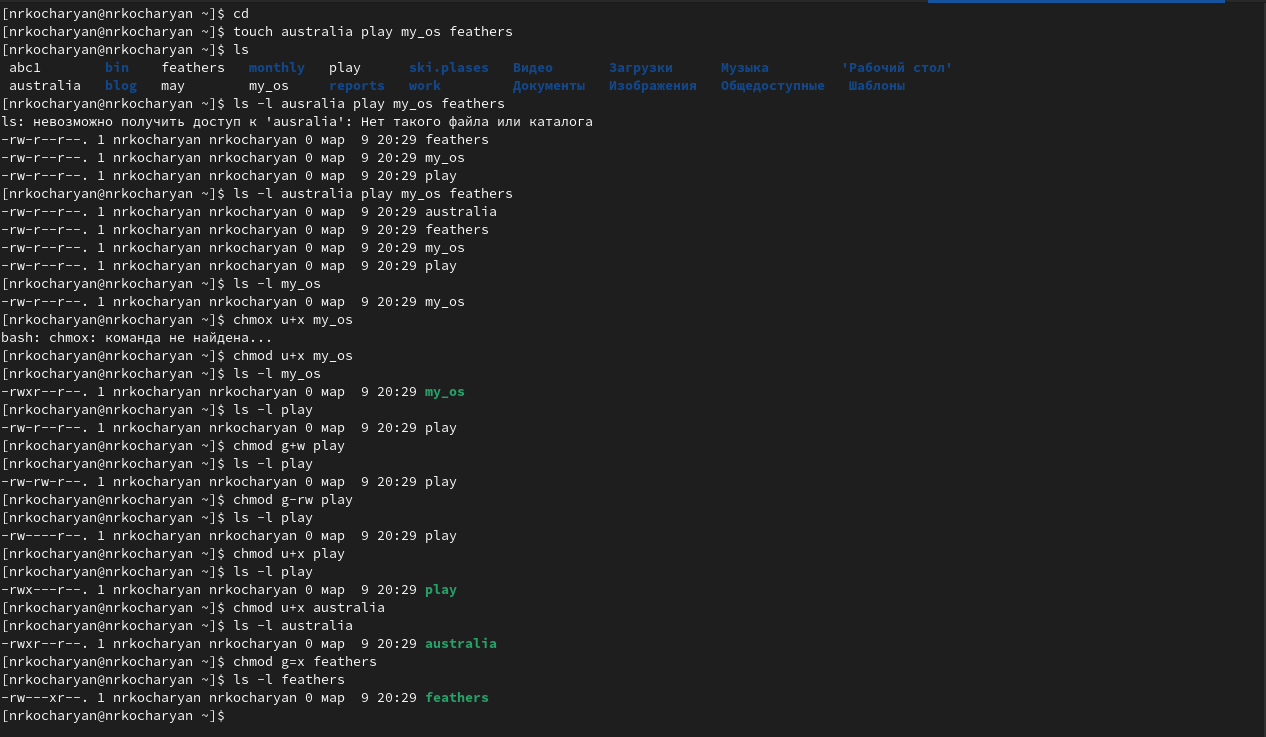 [nrkocharyan@nrkocharyan ~]$ cd
[nrkocharyan@nrkocharyan ~]$ touch australia play my_os feathers
[nrkocharyan@nrkocharyan ~]$ ls
abc1 bin feathers monthly play ski.plases Видео Загрузки Музыка 'Рабочий стол'
australia blog may my_os reports work Документы Изображения Общедоступные Шаблоны
[nrkocharyan@nrkocharyan ~]$ ls -l ausralia play my_os feathers
ls: невозможно получить доступ к 'ausralia': Нет такого файла или каталога
-rw-r--r--. 1 nrkocharyan nrkocharyan 0 мар  9 20:29 feathers
-rw-r--r--. 1 nrkocharyan nrkocharyan 0 мар  9 20:29 my_os
-rw-r--r--. 1 nrkocharyan nrkocharyan 0 мар  9 20:29 play
[nrkocharyan@nrkocharyan ~]$ ls -l australia play my_os feathers
-rw-r--r--. 1 nrkocharyan nrkocharyan 0 мар  9 20:29 australia
-rw-r--r--. 1 nrkocharyan nrkocharyan 0 мар  9 20:29 feathers
-rw-r--r--. 1 nrkocharyan nrkocharyan 0 мар  9 20:29 my_os
-rw-r--r--. 1 nrkocharyan nrkocharyan 0 мар  9 20:29 play
[nrkocharyan@nrkocharyan ~]$ ls -l my_os
-rw-r--r--. 1 nrkocharyan nrkocharyan 0 мар  9 20:29 my_os
[nrkocharyan@nrkocharyan ~]$ chmox u+x my_os
bash: chmox: команда не найдена...
[nrkocharyan@nrkocharyan ~]$ chmod u+x my_os
[nrkocharyan@nrkocharyan ~]$ ls -l my_os
-rwxr--r--. 1 nrkocharyan nrkocharyan 0 мар  9 20:29 my_os
[nrkocharyan@nrkocharyan ~]$ ls -l play
-rw-r--r--. 1 nrkocharyan nrkocharyan 0 мар  9 20:29 play
[nrkocharyan@nrkocharyan ~]$ chmod g+w play
[nrkocharyan@nrkocharyan ~]$ ls -l play
-rw-rw-r--. 1 nrkocharyan nrkocharyan 0 мар  9 20:29 play
[nrkocharyan@nrkocharyan ~]$ chmod g-rw play
[nrkocharyan@nrkocharyan ~]$ ls -l play
-rw----r--. 1 nrkocharyan nrkocharyan 0 мар  9 20:29 play
[nrkocharyan@nrkocharyan ~]$ chmod u+x play
[nrkocharyan@nrkocharyan ~]$ ls -l play
-rwx---r--. 1 nrkocharyan nrkocharyan 0 мар  9 20:29 play
[nrkocharyan@nrkocharyan ~]$ chmod u+x australia
[nrkocharyan@nrkocharyan ~]$ ls -l australia
-rwxr--r--. 1 nrkocharyan nrkocharyan 0 мар  9 20:29 australia
[nrkocharyan@nrkocharyan ~]$ chmod g=x feathers
[nrkocharyan@nrkocharyan ~]$ ls -l feathers
-rw---xr--. 1 nrkocharyan nrkocharyan 0 мар  9 20:29 feathers
[nrkocharyan@nrkocharyan ~]$